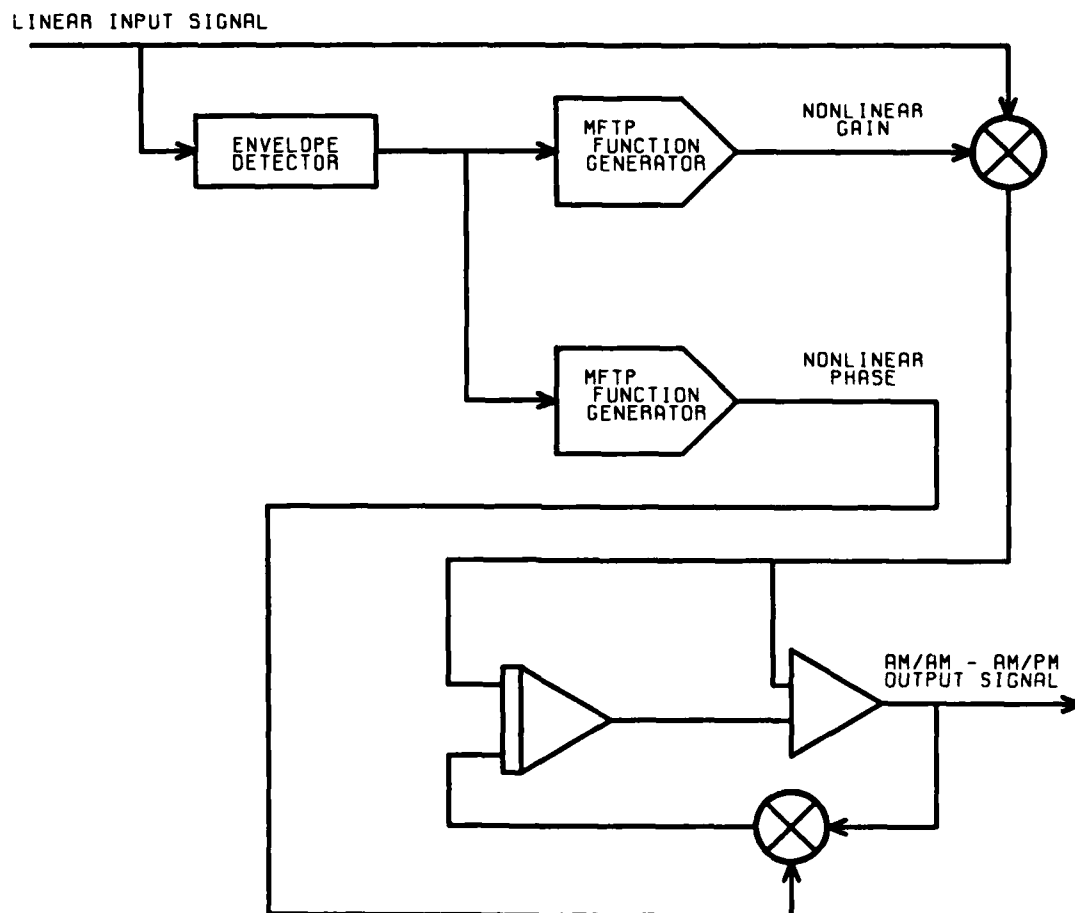 LINEAR INPUT SIGNAL
ENVELOPE
DETECTOR
MFTP
FUNCTION
GENERATOR
NONLINEAR
GAIN
MFTP
FUNCTION
GENERATOR
NONLINEAR
PHASE
AM/AM - AM/PM
OUTPUT SIGNAL